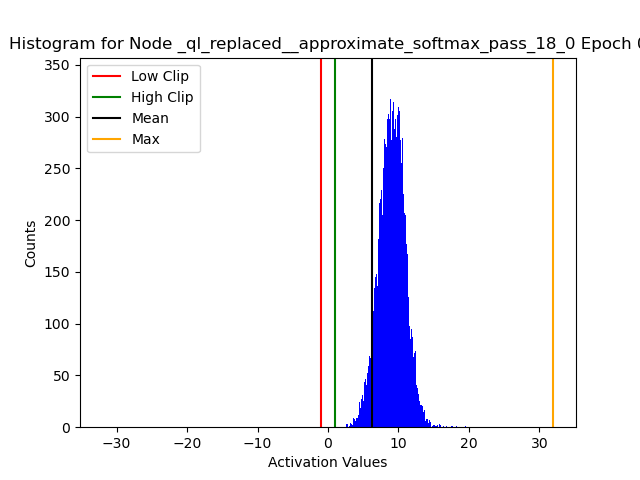 Histogram for Node _ql_replaced__approximate_softmax_pass_18_0 Epoch 0
Low Clip
High Clip
Mean
Max
350
300
250
200
150
100
50
0
Counts
−30
−20
−10
0
10
20
30
Activation Values